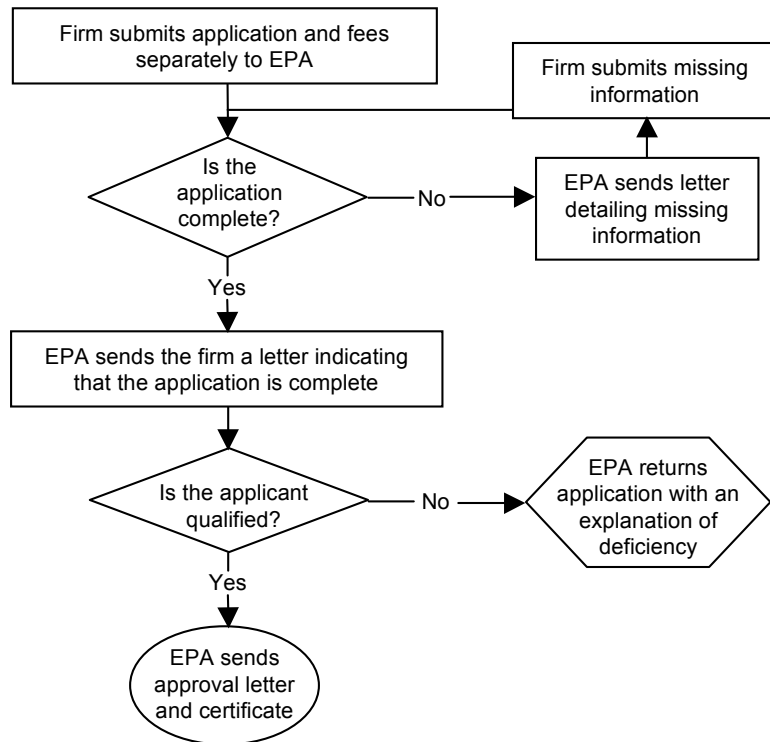 Firm submits application and fees
separately to EPA
Firm submits missing
information
Is the
application
complete?
No
EPA sends letter
detailing missing
information
Yes
EPA sends the firm a letter indicating
that the application is complete
Is the applicant
qualified?
No
EPA returns
application with an
explanation of
deficiency
Yes
EPA sends
approval letter
and certificate